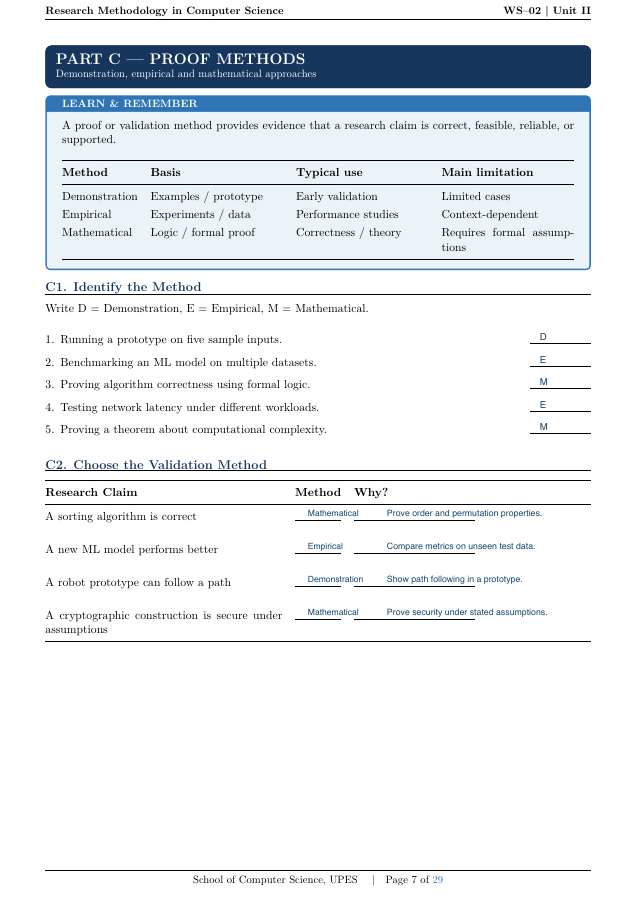 Research Methodology in Computer Science WS–02 | Unit II
PART C — PROOF METHODS
Demonstration, empirical and mathematical approaches
LEARN & REMEMBER
A proof or validation method provides evidence that a research claim is correct, feasible, reliable, or
supported.
Method Basis Typical use Main limitation
Demonstration Examples / prototype Early validation Limited cases
Empirical Experiments / data Performance studies Context-dependent
Mathematical Logic / formal proof Correctness / theory Requires formal assump-
tions
C1. Identify the Method
Write D = Demonstration, E = Empirical, M = Mathematical.
1. Running a prototype on five sample inputs. D
2. Benchmarking an ML model on multiple datasets. E
3. Proving algorithm correctness using formal logic. M
4. Testing network latency under different workloads. E
5. Proving a theorem about computational complexity. M
C2. Choose the Validation Method
Research Claim Method Why?
A sorting algorithm is correct Mathematical Prove order and permutation properties.
A new ML model performs better Empirical Compare metrics on unseen test data.
A robot prototype can follow a path Demonstration Show path following in a prototype.
A cryptographic construction is secure under Mathematical Prove security under stated assumptions.
assumptions
School of Computer Science, UPES | Page 7 of 29